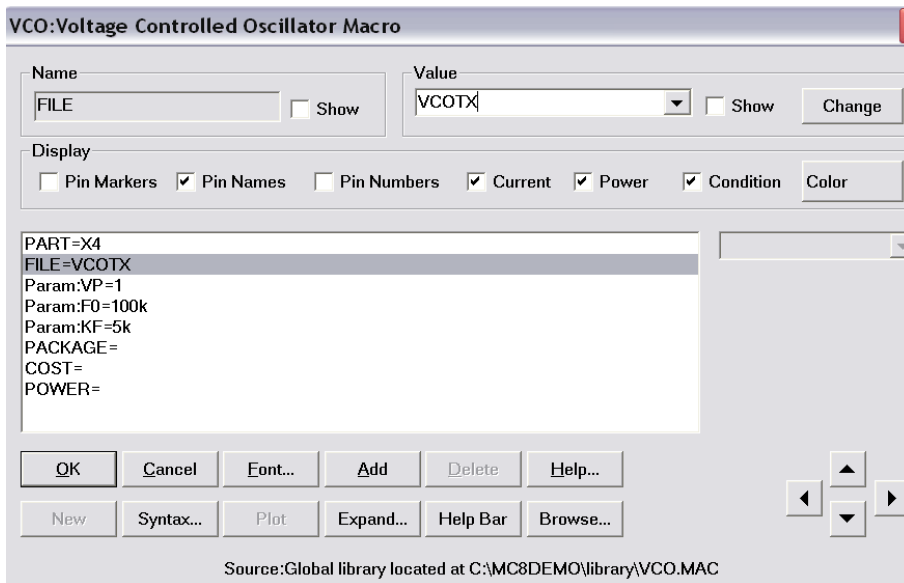 VCO:Voltage Controlled Oscillator Macro
Name
Value
FILE
Show
VCOTX
Show
Change
Display
Pin Markers
Pin Names
Pin Numbers
Current
Power
Condition
Color
PART=X4
FILE=VCOTX
Param:VP=1
Param:F0=100k
Param:KF=5k
PACKAGE=
COST=
POWER=
OK
Cancel
Font...
Add
Delete
Help...
New
Syntax...
Plot
Expand...
Help Bar
Browse...
Source:Global library located at C:\MC8DEMO\library\VCO.MAC